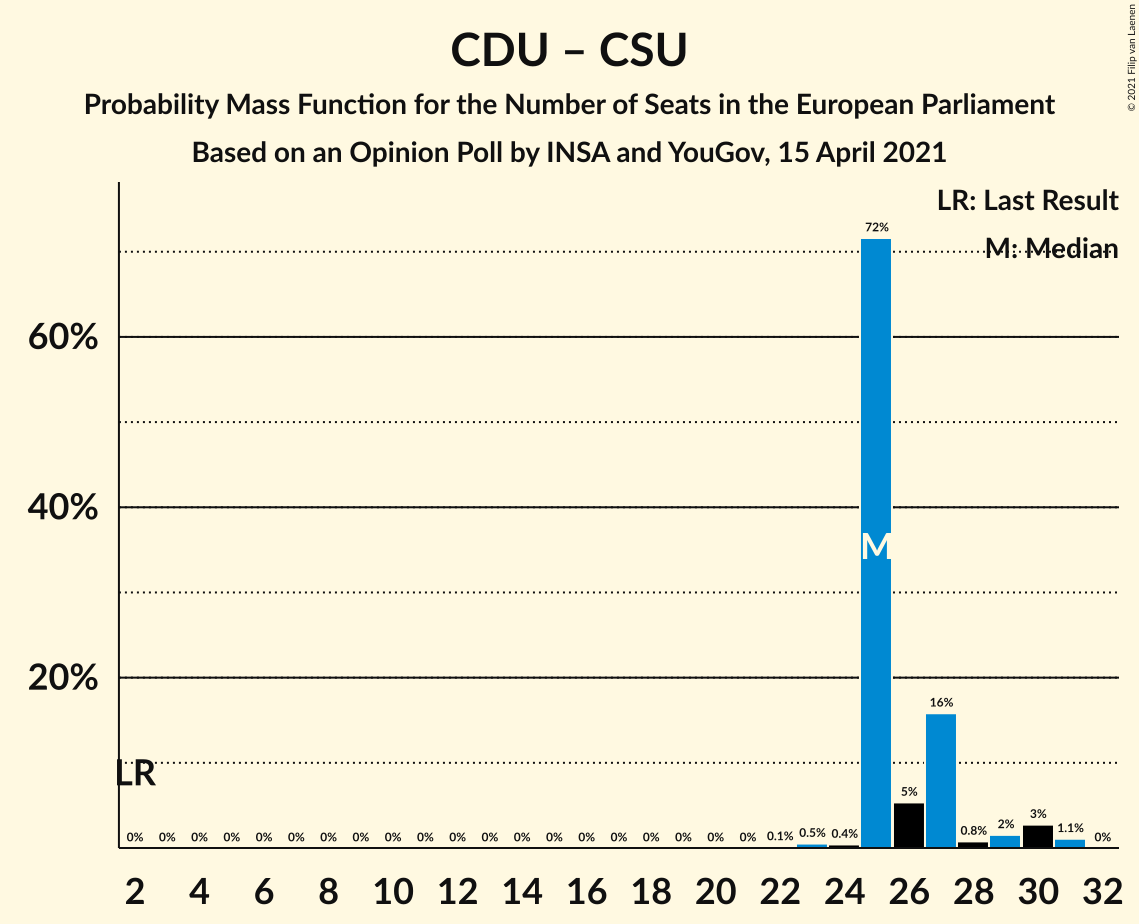 © 2021 Filip van Laenen
CDU – CSU
Probability Mass Function for the Number of Seats in the European Parliament
Based on an Opinion Poll by INSA and YouGov, 15 April 2021
LR: Last Result
M: Median
72%
60%
40%
M
20%
16%
LR
5%
3%
0% 0% 0% 0% 0% 0% 0% 0% 0% 0% 0% 0% 0% 0% 0% 0% 0% 0% 0% 0% 0.1% 0.5% 0.4% 0.8% 2% 1.1% 0%
2 4 6 8 10 12 14 16 18 20 22 24 26 28 30 32